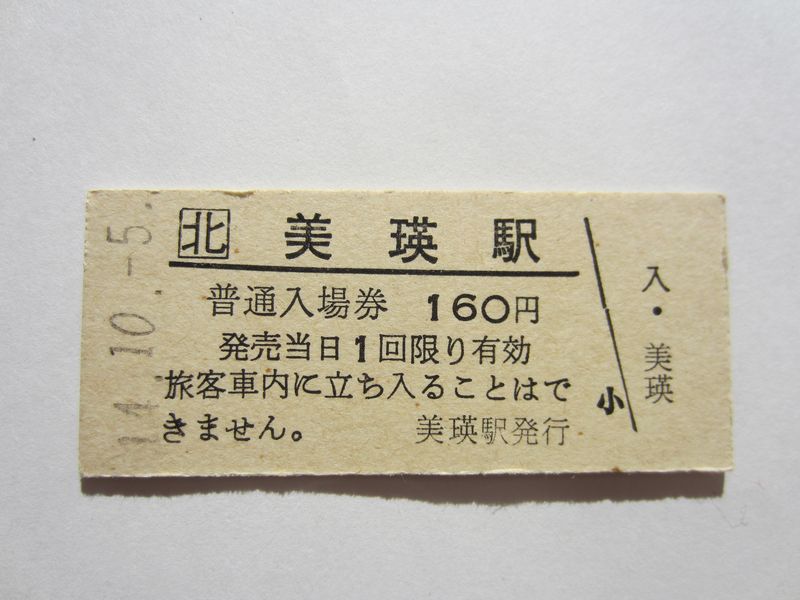 14.10.-5.
北 美瑛駅
普通入場券 160円
発売当日1回限り有効
旅客車内に立ち入ることはで
きません。 美瑛駅発行
小
入・美瑛